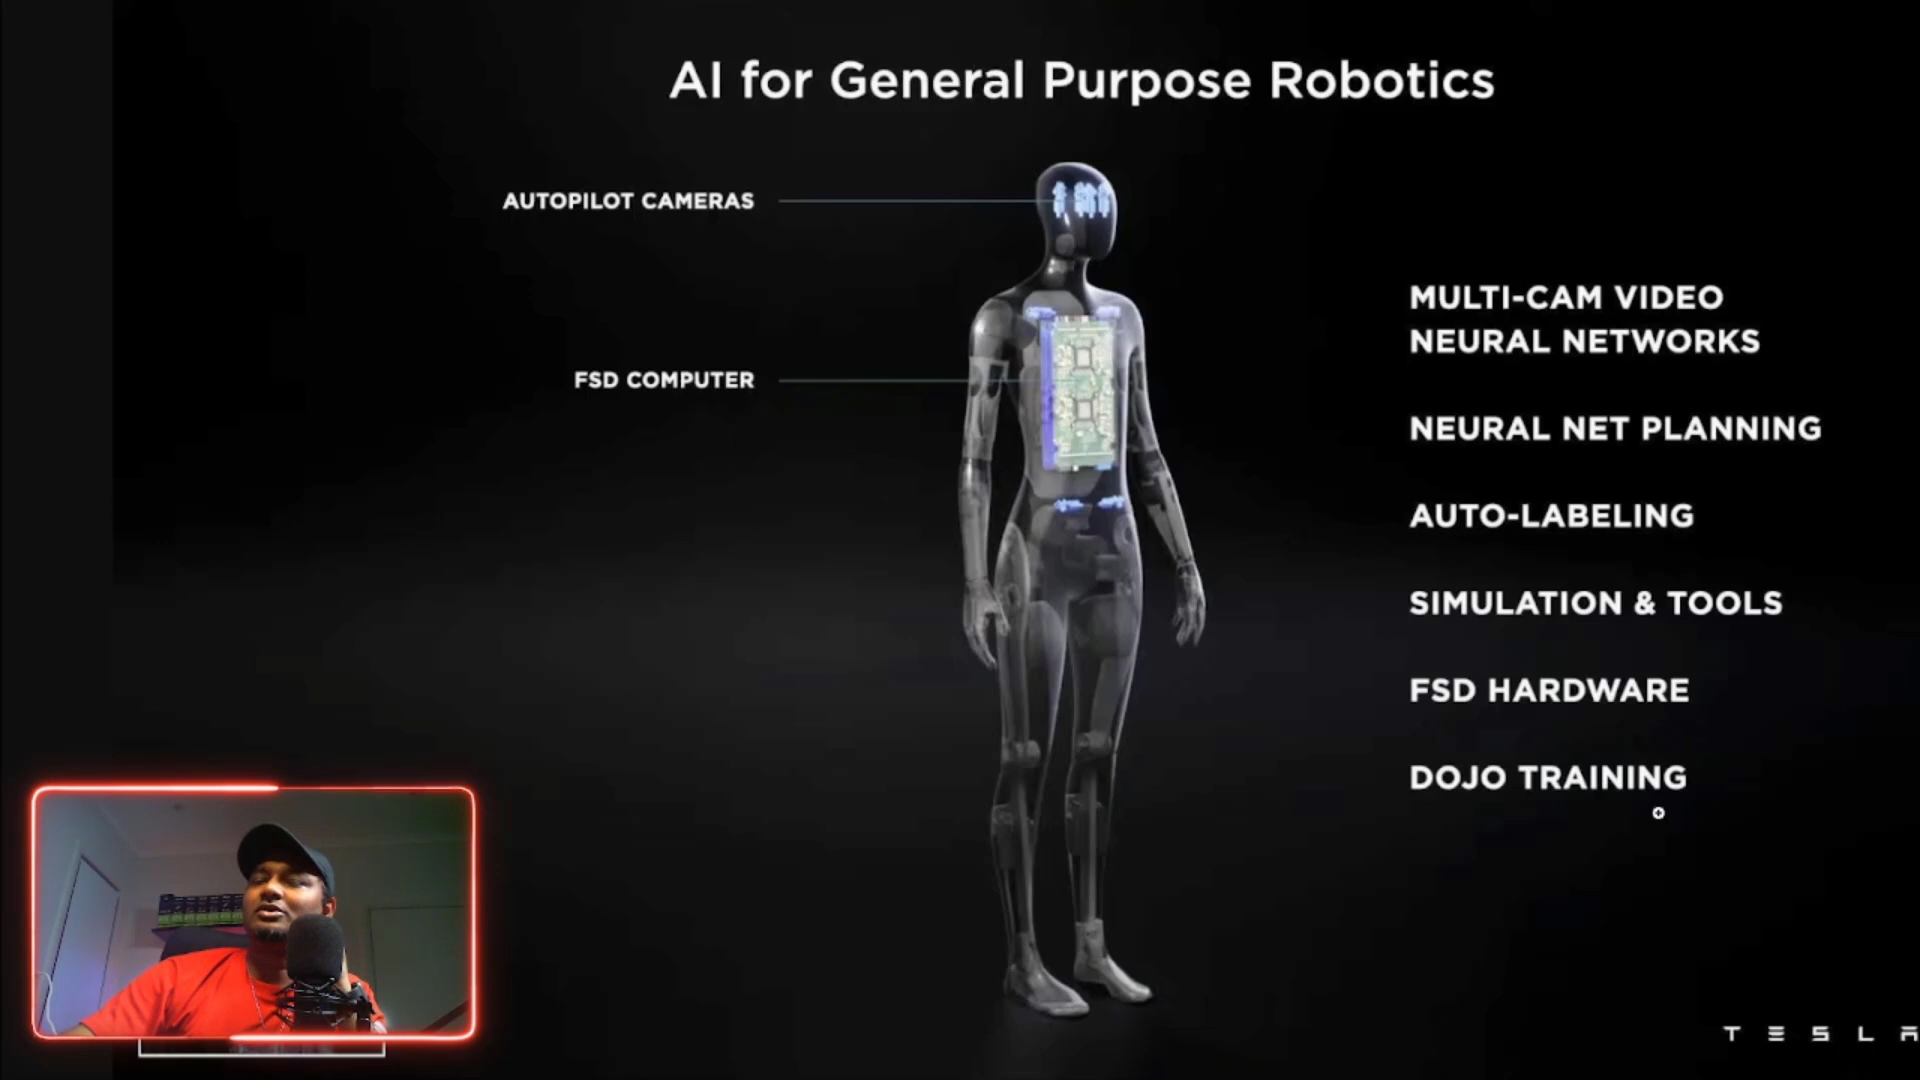 AI for General Purpose Robotics
AUTOPILOT CAMERAS
FSD COMPUTER
MULTI-CAM VIDEO
NEURAL NETWORKS
NEURAL NET PLANNING
AUTO-LABELING
SIMULATION & TOOLS
FSD HARDWARE
DOJO TRAINING
TESLA